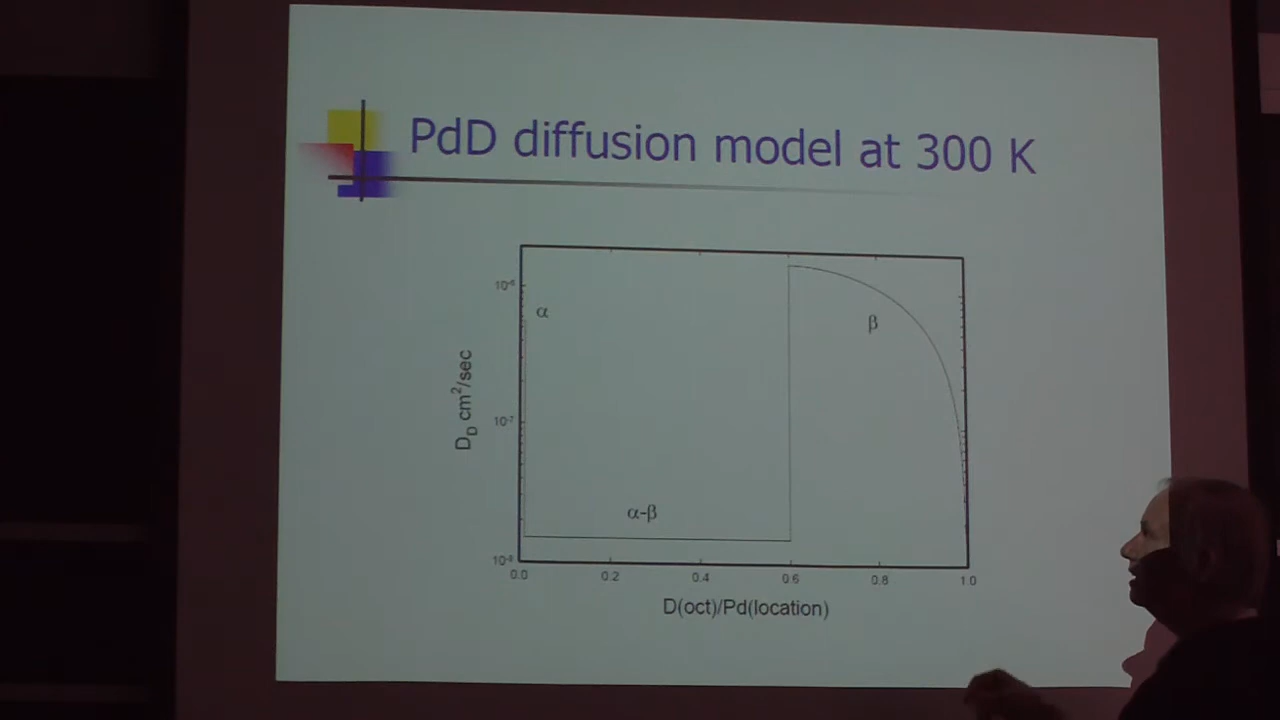 PdD diffusion model at 300 K
10⁻⁶
α
β
D_D cm²/sec
10⁻⁷
α-β
10⁻⁸
0.0 0.2 0.4 0.6 0.8 1.0
D(oct)/Pd(location)